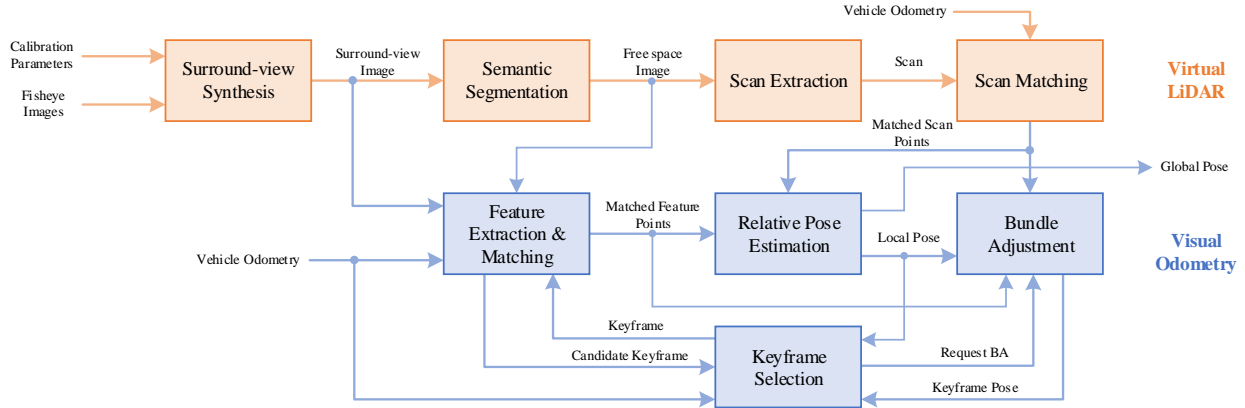 Vehicle Odometry
Calibration
Parameters
Fisheye
Images
Surround-view
Synthesis
Surround-view
Image
Semantic
Segmentation
Free space
Image
Scan Extraction
Scan
Scan Matching
Virtual
LiDAR
Matched Scan
Points
Global Pose
Feature
Extraction &
Matching
Matched Feature
Points
Relative Pose
Estimation
Local Pose
Bundle
Adjustment
Visual
Odometry
Vehicle Odometry
Keyframe
Candidate Keyframe
Keyframe
Selection
Request BA
Keyframe Pose